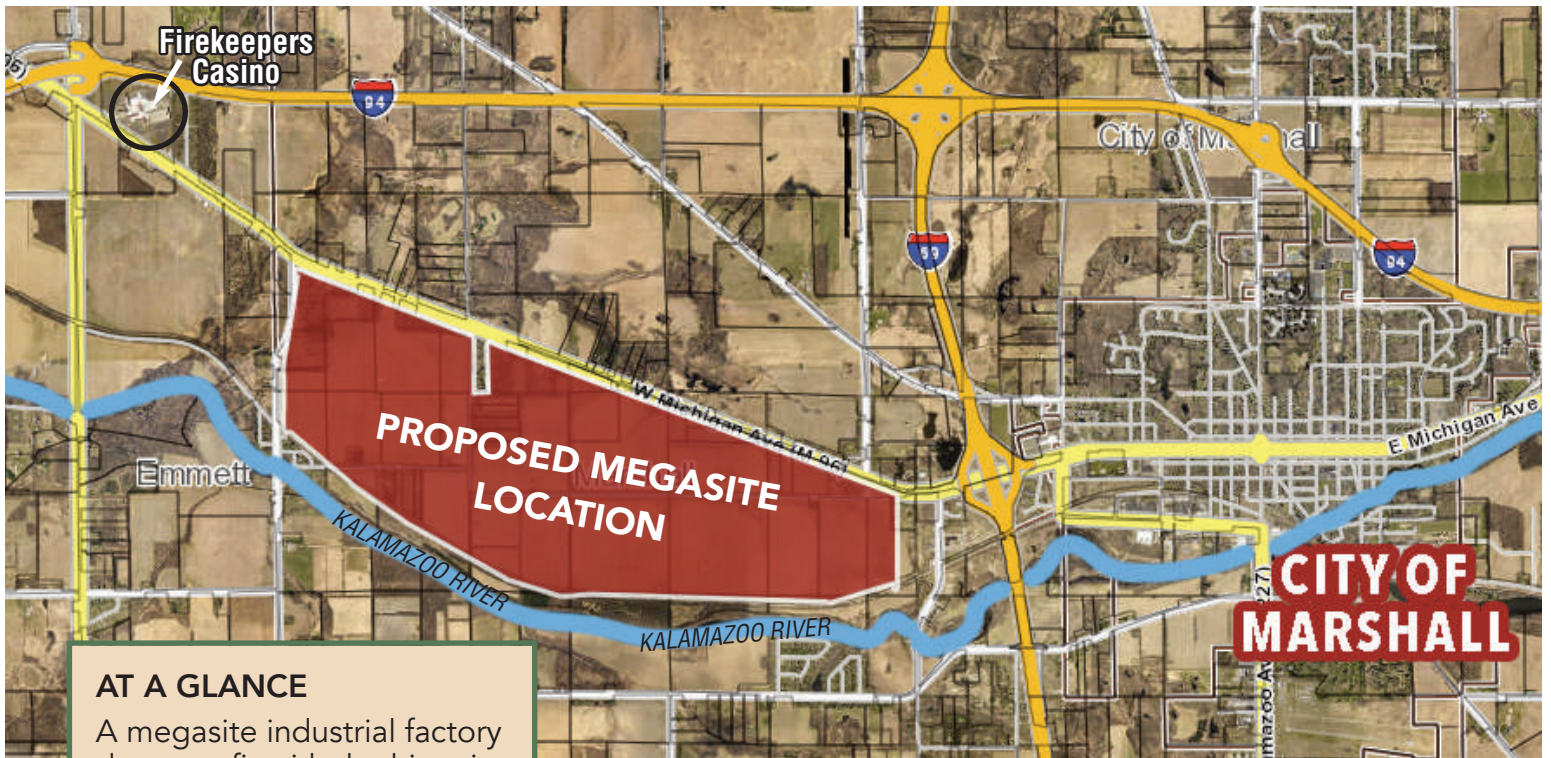 Firekeepers
Casino
94
City of M all
69
94
W Michigan Ave (M 96)
E Michigan Ave
PROPOSED MEGASITE
LOCATION
Emmett
KALAMAZOO RIVER
KALAMAZOO RIVER
CITY OF
MARSHALL
AT A GLANCE
A megasite industrial factory